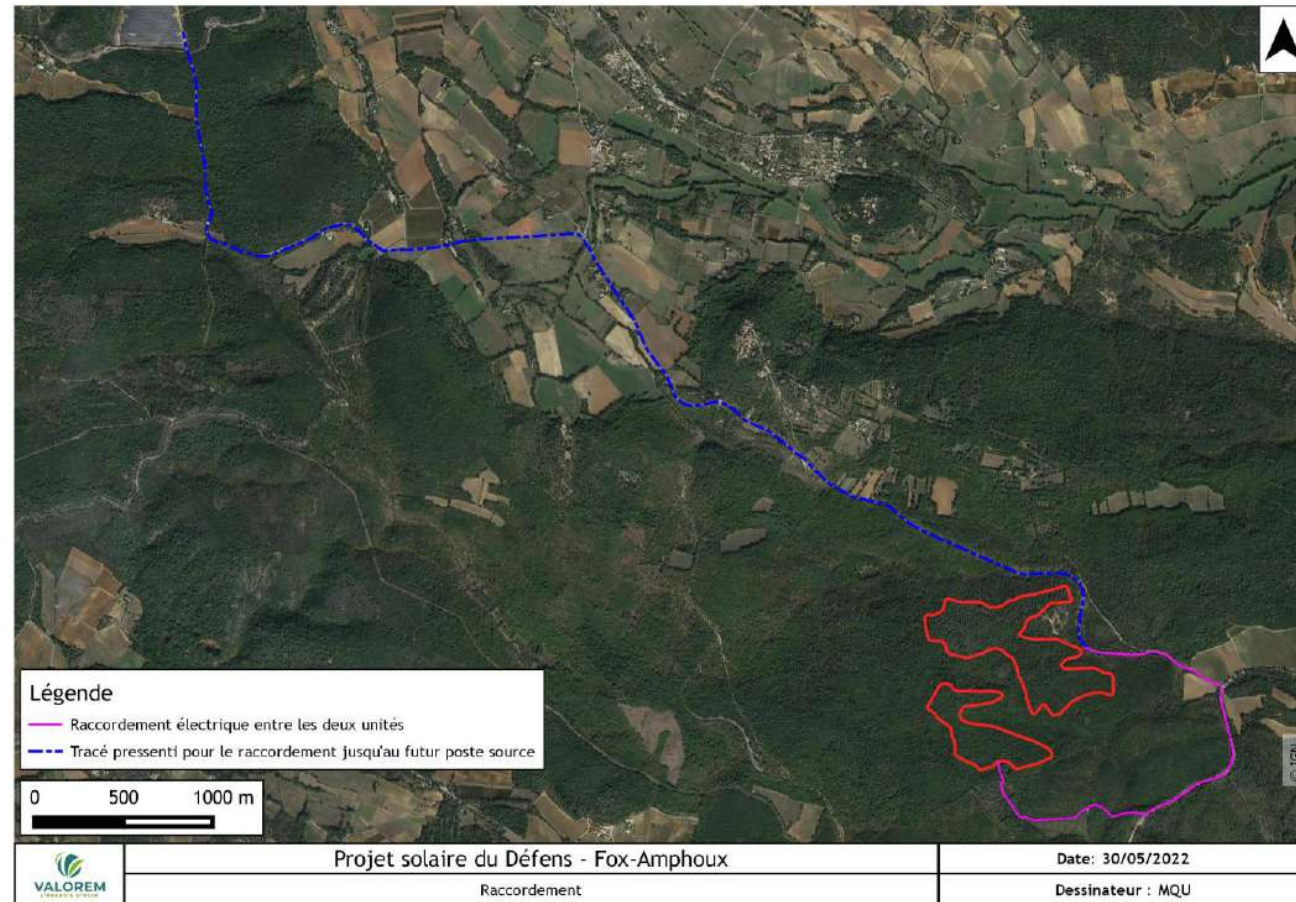 © IGN
Légende
Raccordement électrique entre les deux unités
Tracé pressenti pour le raccordement jusqu'au futur poste source
0 500 1000 m
VALOREM
Projet solaire du Défens - Fox-Amphoux
Raccordement
Date: 30/05/2022
Dessinateur : MQU